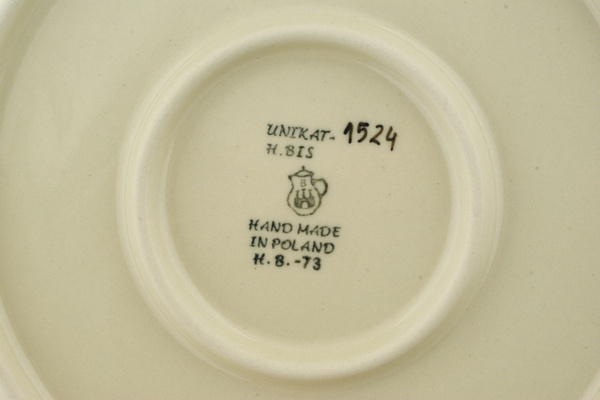 UNIKAT- 1524
H.BIS
B
HAND MADE
IN POLAND
H.B.-73